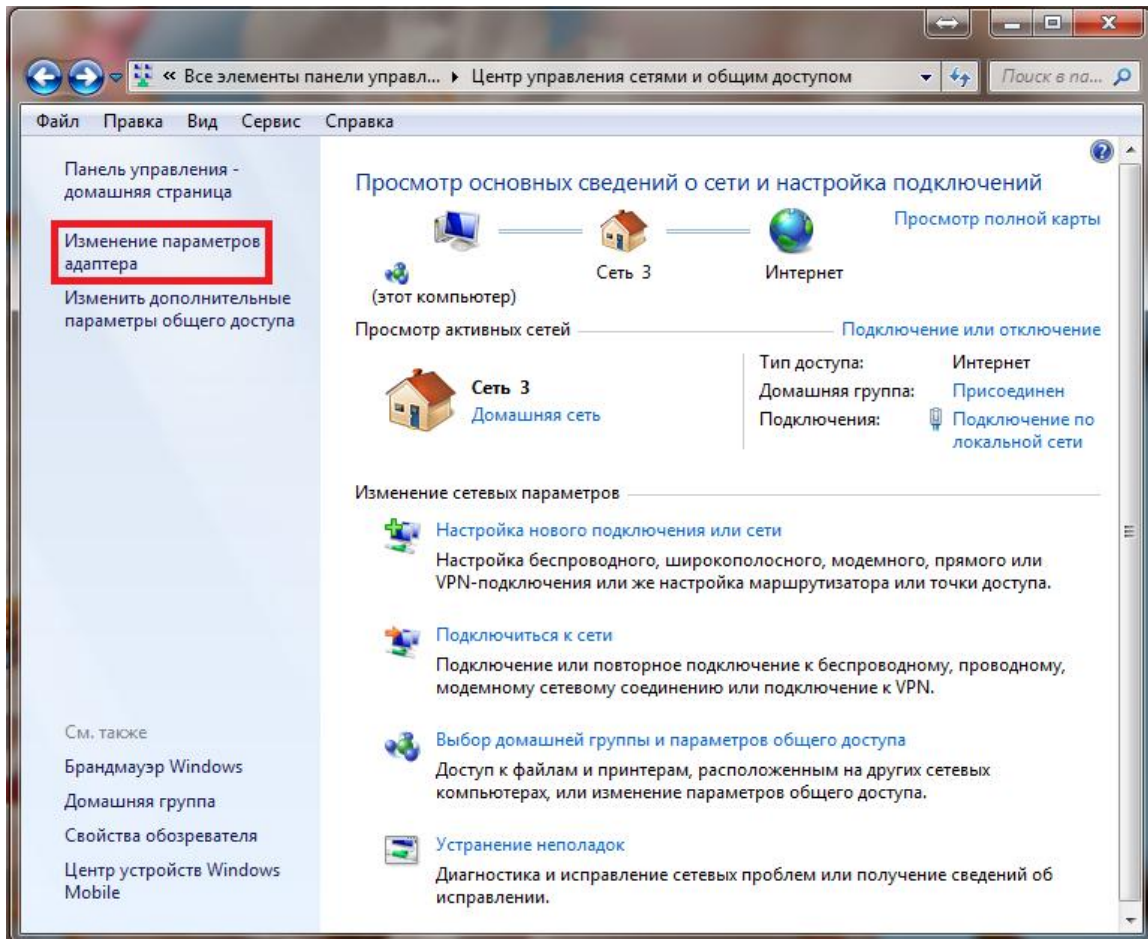 « Все элементы панели управл... ▸ Центр управления сетями и общим доступом
Поиск в па...
Файл Правка Вид Сервис Справка
Панель управления -
домашняя страница
Изменение параметров
адаптера
Изменить дополнительные
параметры общего доступа
См. также
Брандмауэр Windows
Домашняя группа
Свойства обозревателя
Центр устройств Windows
Mobile
Просмотр основных сведений о сети и настройка подключений
Просмотр полной карты
(этот компьютер)
Сеть 3
Интернет
Просмотр активных сетей
Подключение или отключение
Сеть 3
Домашняя сеть
Тип доступа: Интернет
Домашняя группа: Присоединен
Подключения: Подключение по
локальной сети
Изменение сетевых параметров
Настройка нового подключения или сети
Настройка беспроводного, широкополосного, модемного, прямого или
VPN-подключения или же настройка маршрутизатора или точки доступа.
Подключиться к сети
Подключение или повторное подключение к беспроводному, проводному,
модемному сетевому соединению или подключение к VPN.
Выбор домашней группы и параметров общего доступа
Доступ к файлам и принтерам, расположенным на других сетевых
компьютерах, или изменение параметров общего доступа.
Устранение неполадок
Диагностика и исправление сетевых проблем или получение сведений об
исправлении.